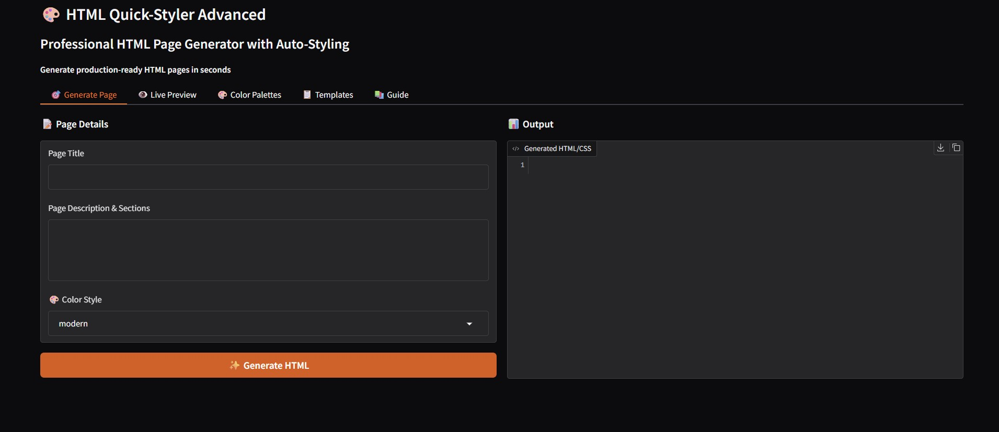 HTML Quick-Styler Advanced
Professional HTML Page Generator with Auto-Styling
Generate production-ready HTML pages in seconds
Generate Page Live Preview Color Palettes Templates Guide
Page Details
Page Title
Page Description & Sections
Color Style
modern
Generate HTML
Output
</> Generated HTML/CSS
1